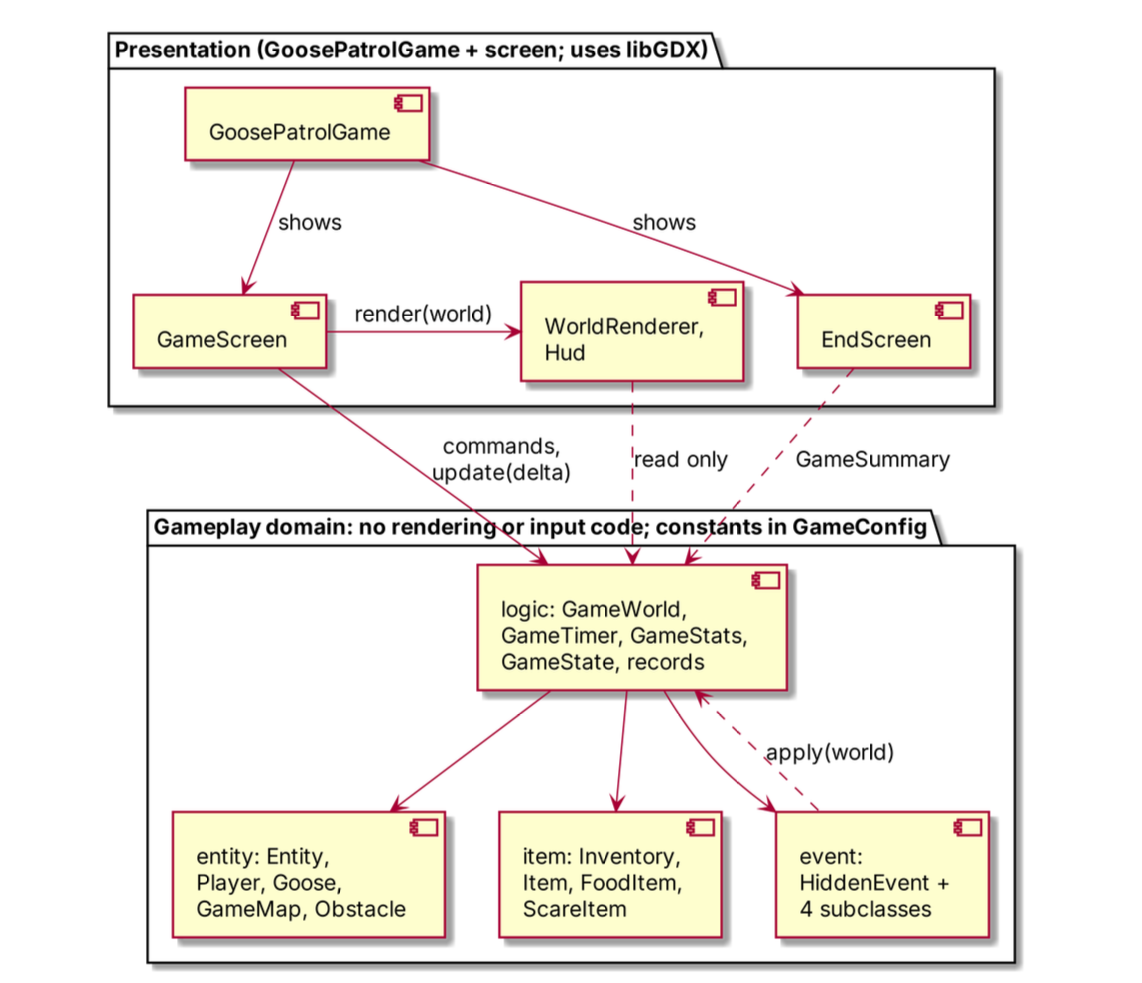 Presentation (GoosePatrolGame + screen; uses libGDX)
GoosePatrolGame
shows
shows
GameScreen
render(world)
WorldRenderer,
Hud
EndScreen
commands,
update(delta)
read only
GameSummary
Gameplay domain: no rendering or input code; constants in GameConfig
logic: GameWorld,
GameTimer, GameStats,
GameState, records
apply(world)
entity: Entity,
Player, Goose,
GameMap, Obstacle
item: Inventory,
Item, FoodItem,
ScareItem
event:
HiddenEvent +
4 subclasses